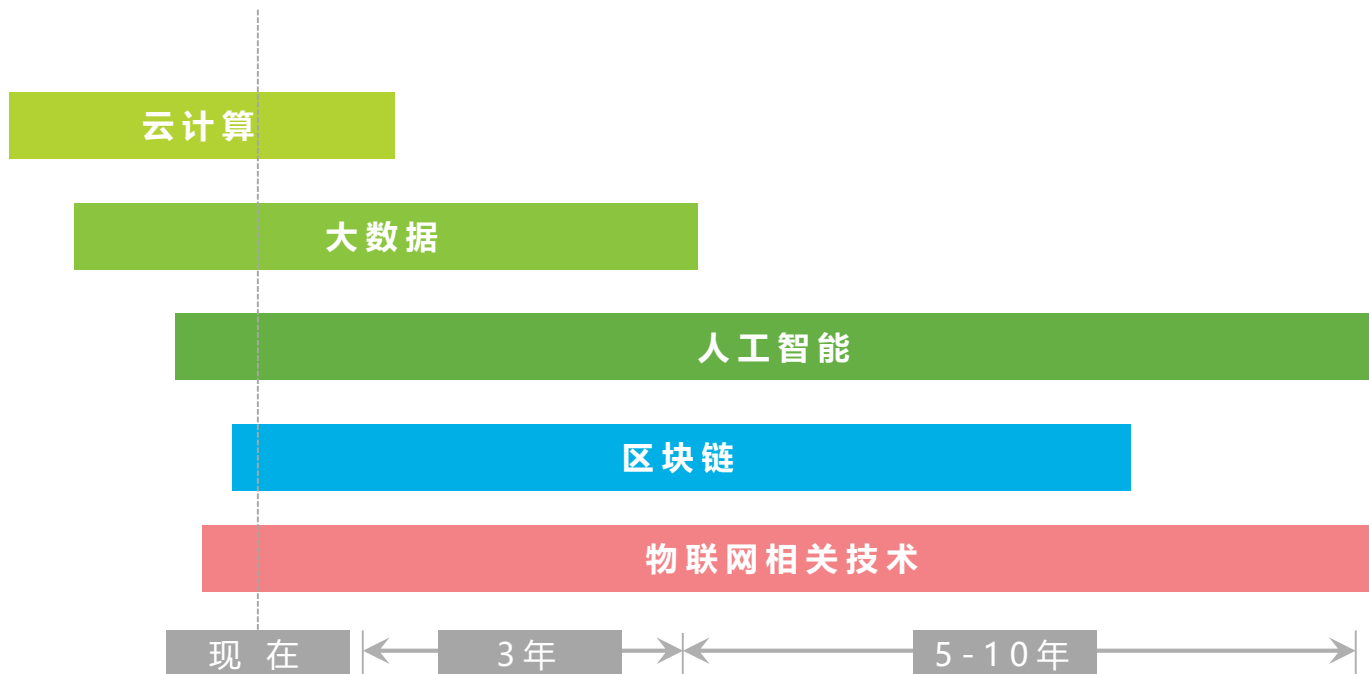 云计算
大数据
人工智能
区块链
物联网相关技术
现 在
3年
5-10年